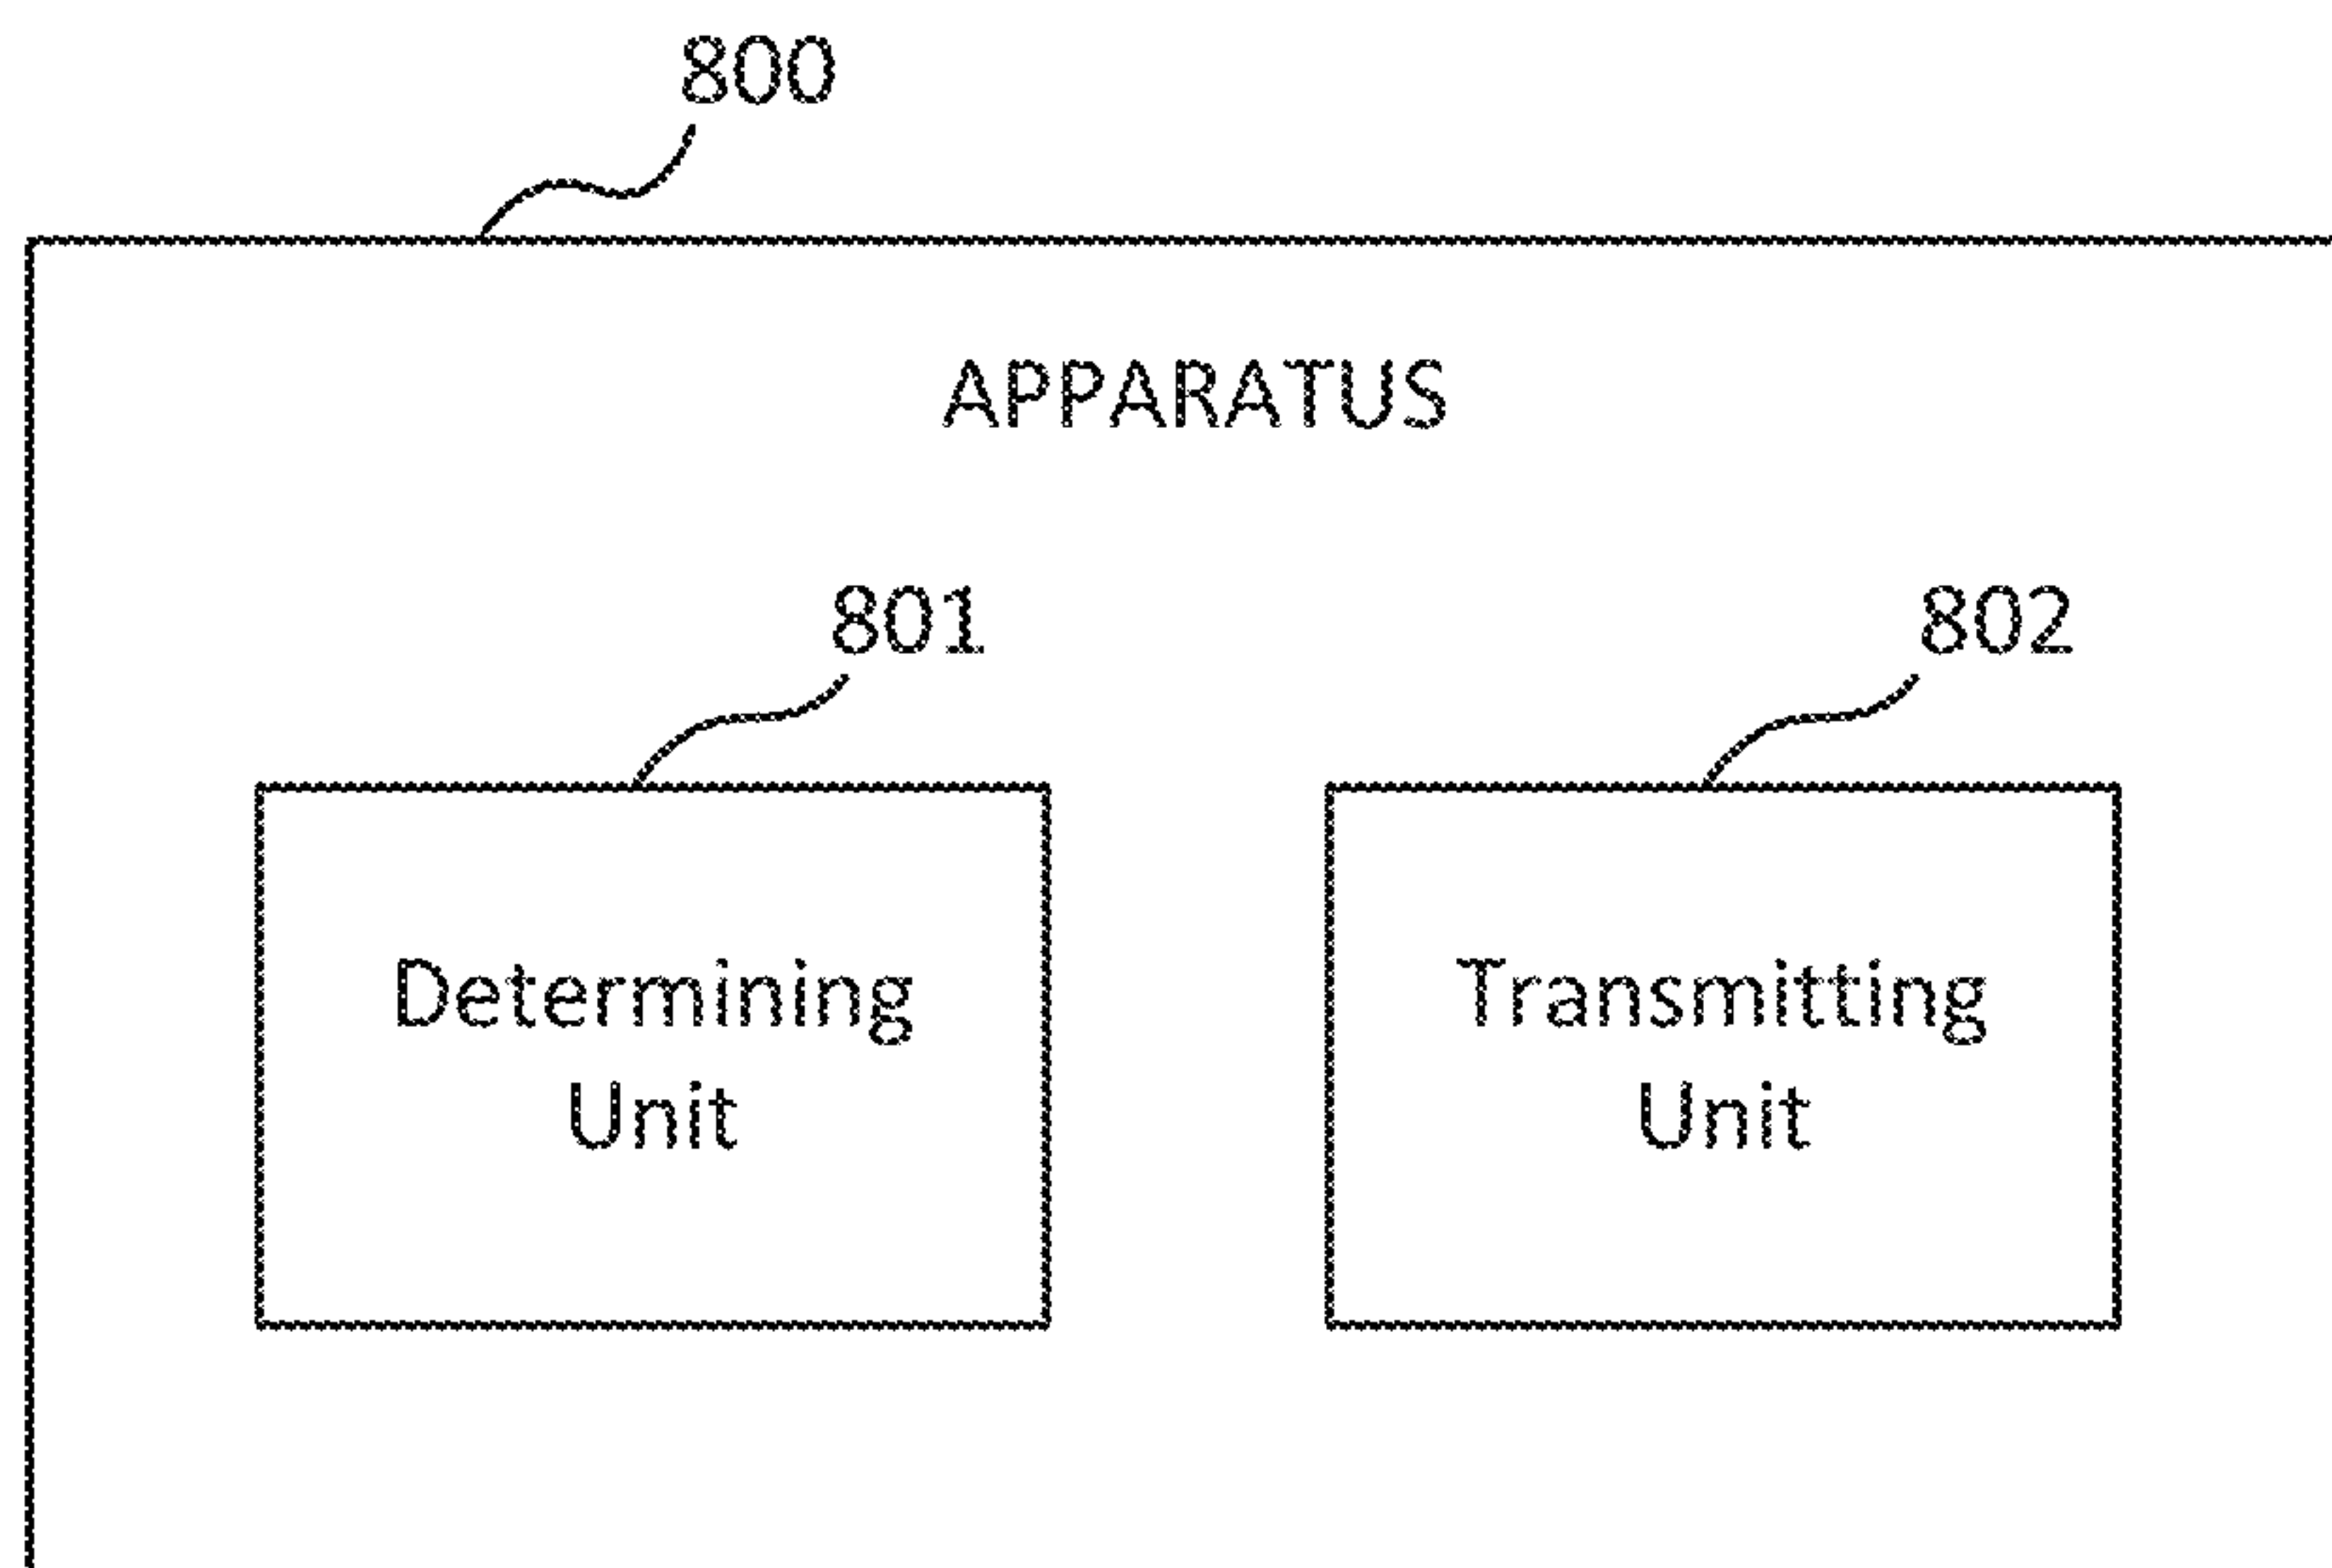 800
APPARATUS
801
802
Determining
Unit
Transmitting
Unit